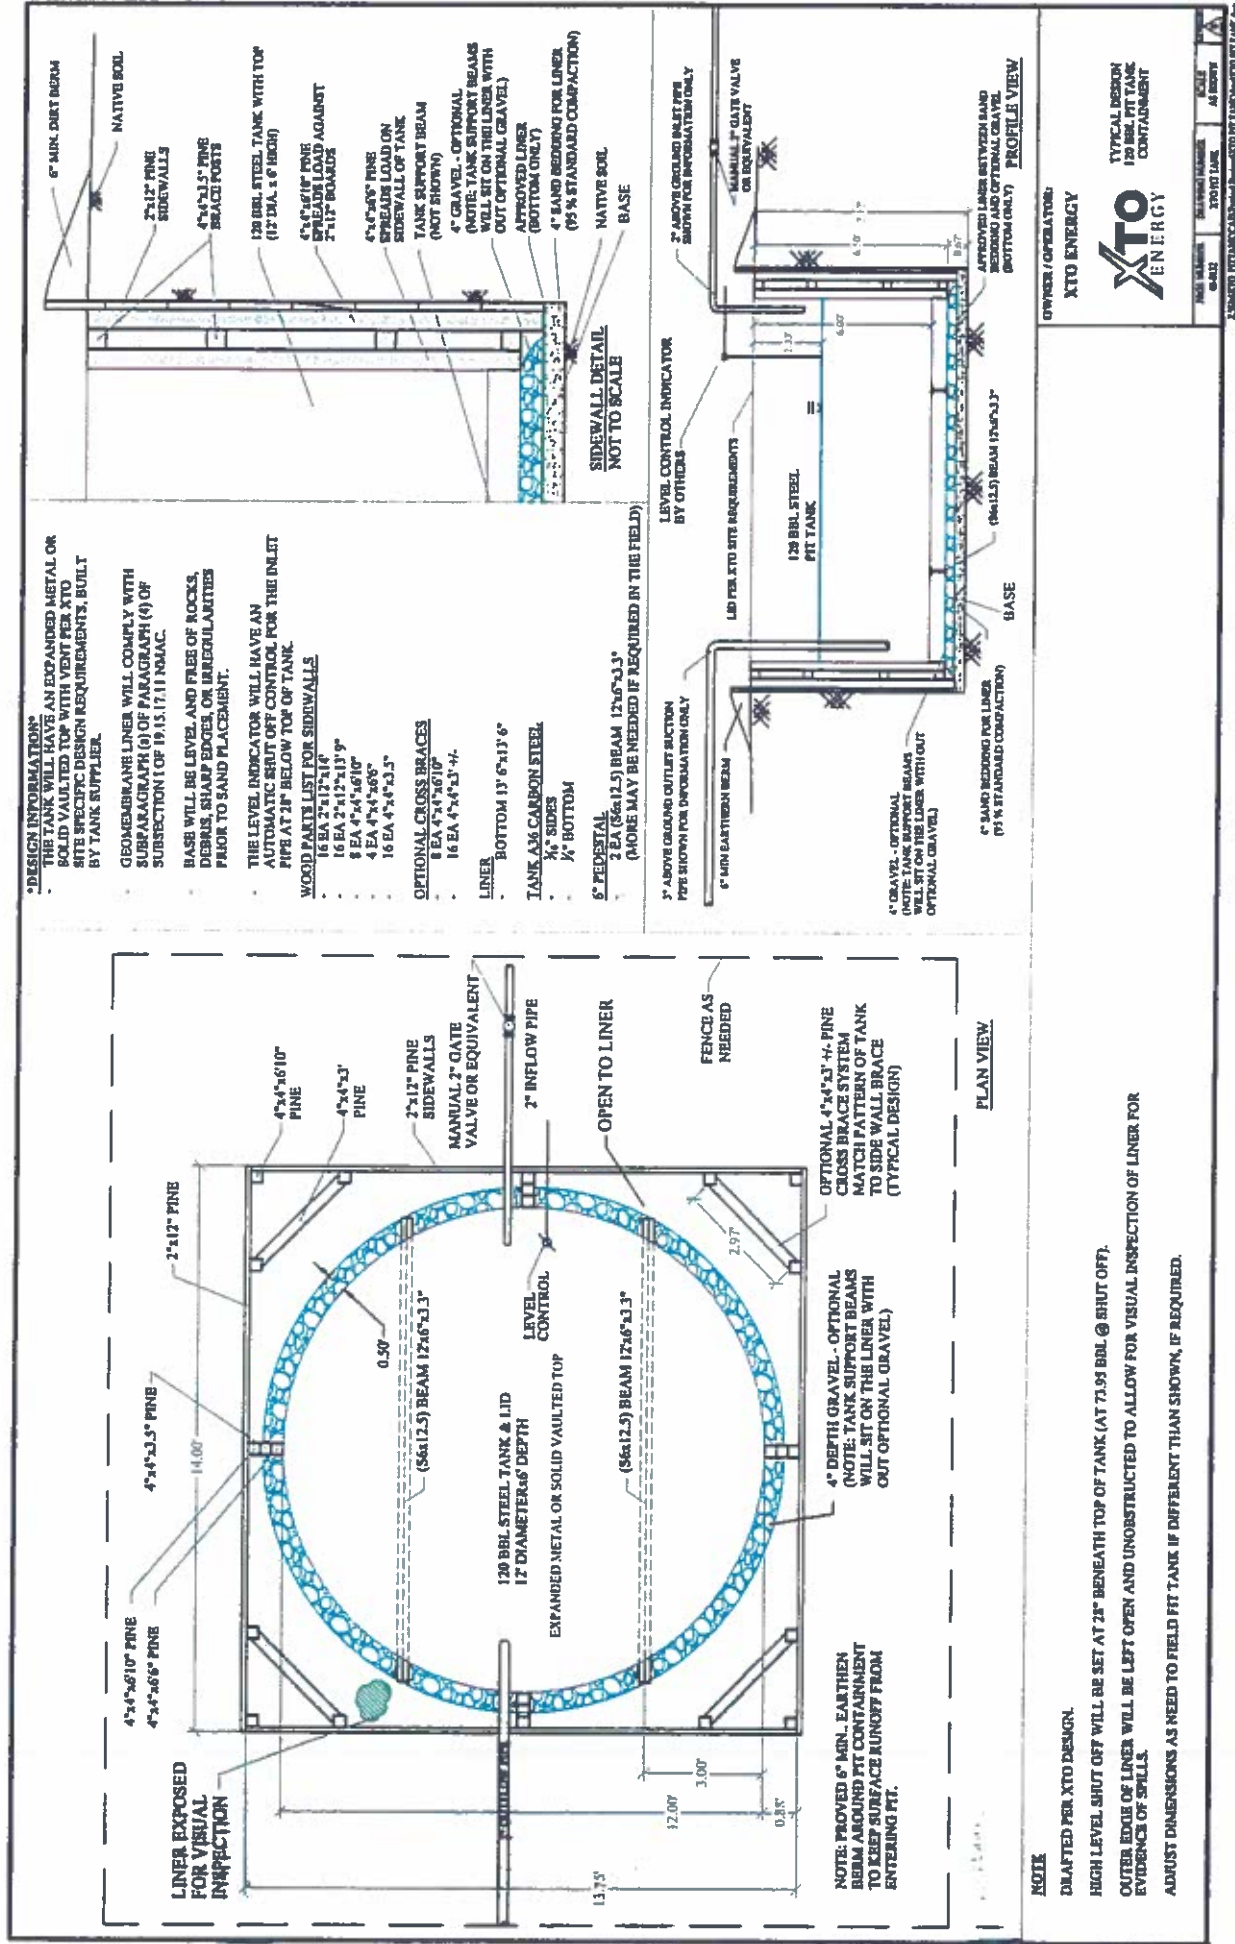 *DESIGN INFORMATION*
- THE TANK WILL HAVE AN EXPANDED METAL OR
SOLID VAULTED TOP WITH VENT PER XTO
SITE SPECIFIC DESIGN REQUIREMENTS, BUILT
BY TANK SUPPLIER.
- GEOMEMBRANE LINER WILL COMPLY WITH
SUBPARAGRAPH (a) OF PARAGRAPH (4) OF
SUBSECTION I OF 19.15.17.11 NMAC.
- BASE WILL BE LEVEL AND FREE OF ROCKS,
DEBRIS, SHARP EDGES, OR IRREGULARITIES
PRIOR TO SAND PLACEMENT.
- THE LEVEL INDICATOR WILL HAVE AN
AUTOMATIC SHUT OFF CONTROL FOR THE INLET
PIPE AT 28" BELOW TOP OF TANK.
WOOD PARTS LIST FOR SIDEWALLS
- 16 EA 2"x12"x14'
- 16 EA 2"x12"x13'9"
- 8 EA 4"x4"x6'10"
- 4 EA 4"x4"x6'6"
- 16 EA 4"x4"x3.5"
OPTIONAL CROSS BRACES
- 8 EA 4"x4"x6'10"
- 16 EA 4"x4"x3' +/-
LINER
- BOTTOM 13' 6"x13' 6"
TANK A36 CARBON STEEL
- 3/16" SIDES
- 1/4" BOTTOM
6" PEDESTAL
- 2 EA (S6x12.5) BEAM 12'x6"x3.3"
(MORE MAY BE NEEDED IF REQUIRED IN THE FIELD)
6" MIN. DIRT BERM
NATIVE SOIL
2"x12" PINE
SIDEWALLS
4"x4"x3.5" PINE
BRACE POSTS
120 BBL STEEL TANK WITH TOP
(12' DIA. x 6' HIGH)
4"x4"x6'10" PINE
SPREADS LOAD AGAINST
2"x12" BOARDS
4"x4"x6'6" PINE
SPREADS LOAD ON
SIDEWALL OF TANK
TANK SUPPORT BEAM
(NOT SHOWN)
4" GRAVEL - OPTIONAL
(NOTE: TANK SUPPORT BEAMS
WILL SIT ON THE LINER WITH
OUT OPTIONAL GRAVEL)
APPROVED LINER
(BOTTOM ONLY)
4" SAND BEDDING FOR LINER
(95 % STANDARD COMPACTION)
NATIVE SOIL
BASE
SIDEWALL DETAIL
NOT TO SCALE
4"x4"x6'10" PINE
4"x4"x6'6" PINE
4"x4"x3.5" PINE
2"x12" PINE
4"x4"x6'10"
PINE
4"x4"x3'
PINE
2"x12" PINE
SIDEWALLS
MANUAL 2" GATE
VALVE OR EQUIVALENT
2" INFLOW PIPE
OPEN TO LINER
FENCE AS
NEEDED
LINER EXPOSED
FOR VISUAL
INSPECTION
14.00'
0.50'
(S6x12.5) BEAM 12'x6"x3.3"
LEVEL
CONTROL
120 BBL STEEL TANK & LID
12' DIAMETERx6' DEPTH
EXPANDED METAL OR SOLID VAULTED TOP
(S6x12.5) BEAM 12'x6"x3.3"
2.97'
3.00'
12.00'
0.88'
13.75'
OPTIONAL 4"x4"x3' +/- PINE
CROSS BRACE SYSTEM
MATCH PATTERN OF TANK
TO SIDE WALL BRACE
(TYPICAL DESIGN)
4" DEPTH GRAVEL - OPTIONAL
(NOTE: TANK SUPPORT BEAMS
WILL SIT ON THE LINER WITH
OUT OPTIONAL GRAVEL)
NOTE: PROVED 6" MIN.. EARTHEN
BERM AROUND PIT CONTAINMENT
TO KEEP SURFACE RUNOFF FROM
ENTERING PIT.
PLAN VIEW
3" ABOVE GROUND OUTLET SUCTION
PIPE SHOWN FOR INFORMATION ONLY
6" MIN EARTHEN BERM
LEVEL CONTROL INDICATOR
BY OTHERS
LID PER XTO SITE REQUIREMENTS
2" ABOVE GROUND INLET PIPE
SHOWN FOR INFORMATION ONLY
MANUAL 2" GATE VALVE
OR EQUIVALENT
120 BBL STEEL
PIT TANK
2.33'
6.00'
4" GRAVEL - OPTIONAL
(NOTE: TANK SUPPORT BEAMS
WILL SIT ON THE LINER WITH OUT
OPTIONAL GRAVEL)
4" SAND BEDDING FOR LINER
(95 % STANDARD COMPACTION)
BASE
(S6x12.5) BEAM 12'x6"x3.3"
APPROVED LINER BETWEEN SAND
BEDDING AND OPTIONAL GRAVEL
(BOTTOM ONLY)
PROFILE VIEW
NOTE
DRAFTED PER XTO DESIGN.
HIGH LEVEL SHUT OFF WILL BE SET AT 28" BENEATH TOP OF TANK (AT 73.95 BBL @ SHUT OFF).
OUTER EDGE OF LINER WILL BE LEFT OPEN AND UNOBSTRUCTED TO ALLOW FOR VISUAL INSPECTION OF LINER FOR
EVIDENCE OF SPILLS.
ADJUST DIMENSIONS AS NEED TO FIELD FIT TANK IF DIFFERENT THAN SHOWN, IF REQUIRED.
OWNER / OPERATOR:
XTO ENERGY
XTO
ENERGY
TYPICAL DESIGN
120 BBL PIT TANK
CONTAINMENT
SCALE
AS SHOWN